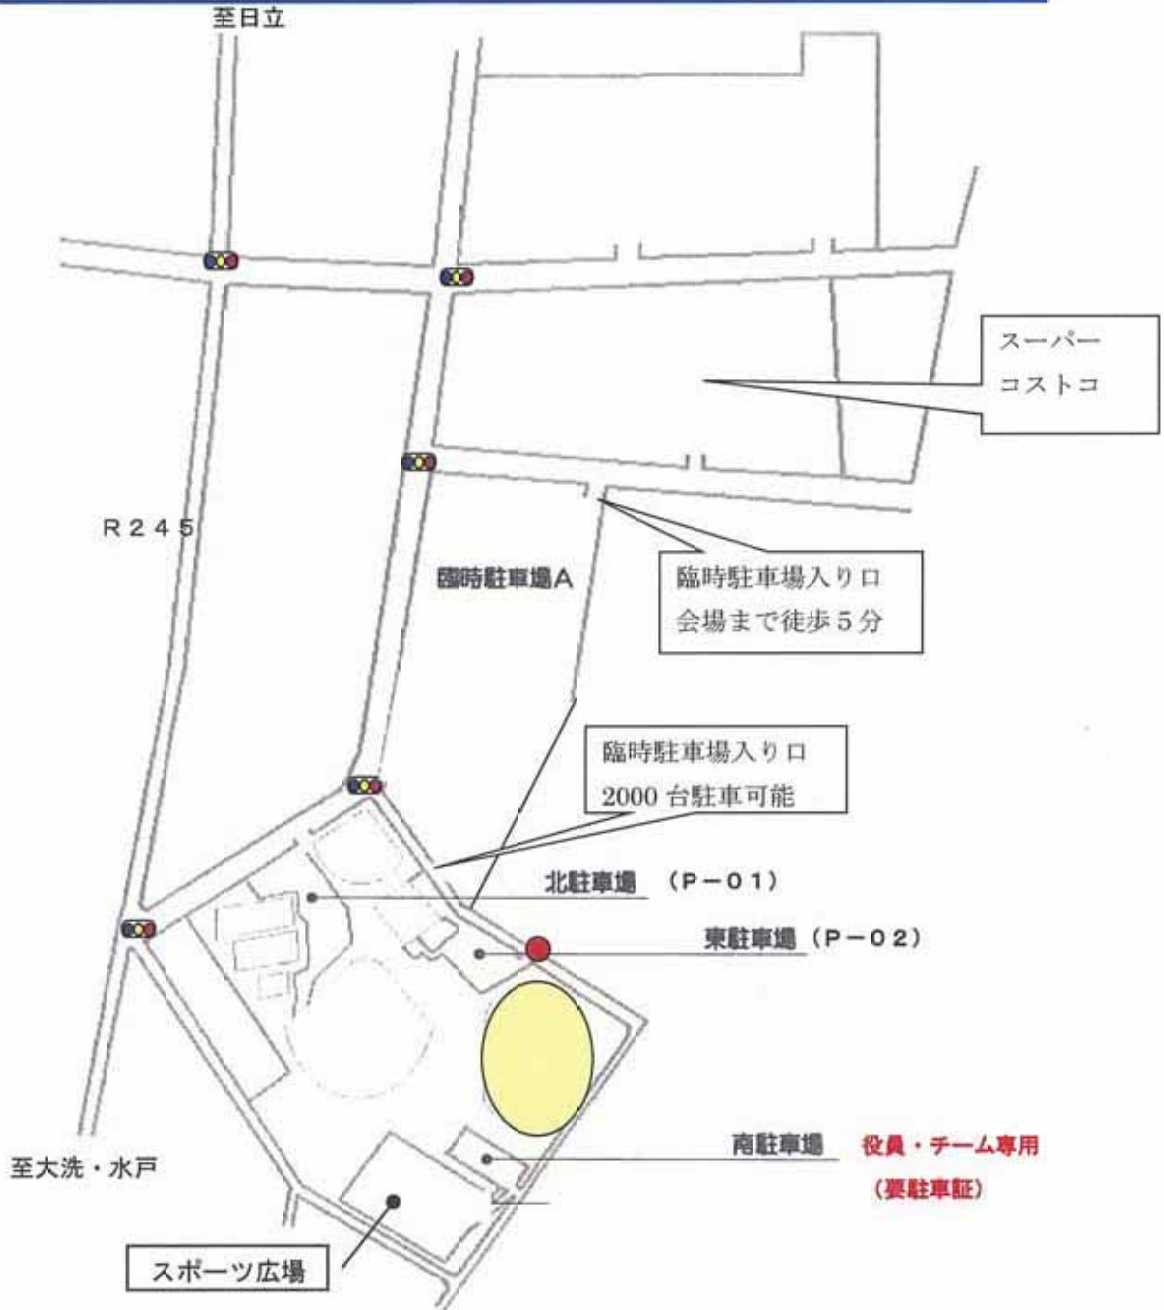 至日立
スーパー
コストコ
R245
臨時駐車場A
臨時駐車場入り口
会場まで徒歩5分
臨時駐車場入り口
2000台駐車可能
北駐車場 (P-01)
東駐車場 (P-02)
南駐車場 役員・チーム専用
(要駐車証)
至大洗・水戸
スポーツ広場